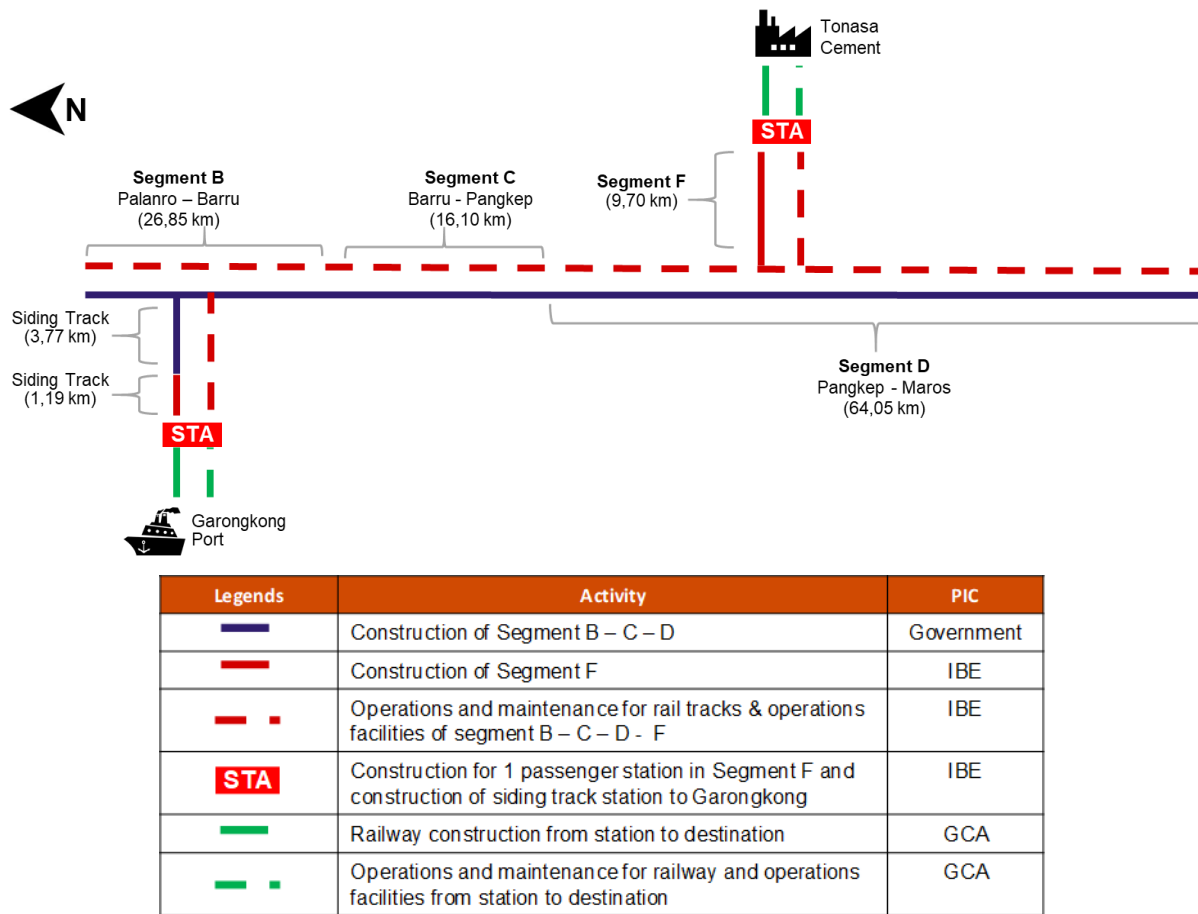 Tonasa
Cement
N
STA
Segment B
Palanro – Barru
(26,85 km)
Segment C
Barru - Pangkep
(16,10 km)
Segment F
(9,70 km)
Siding Track
(3,77 km)
Siding Track
(1,19 km)
Segment D
Pangkep - Maros
(64,05 km)
STA
Garongkong
Port
Legends Activity PIC
Construction of Segment B – C – D Government
Construction of Segment F IBE
Operations and maintenance for rail tracks & operations IBE
facilities of segment B – C – D - F
STA Construction for 1 passenger station in Segment F and IBE
construction of siding track station to Garongkong
Railway construction from station to destination GCA
Operations and maintenance for railway and operations GCA
facilities from station to destination